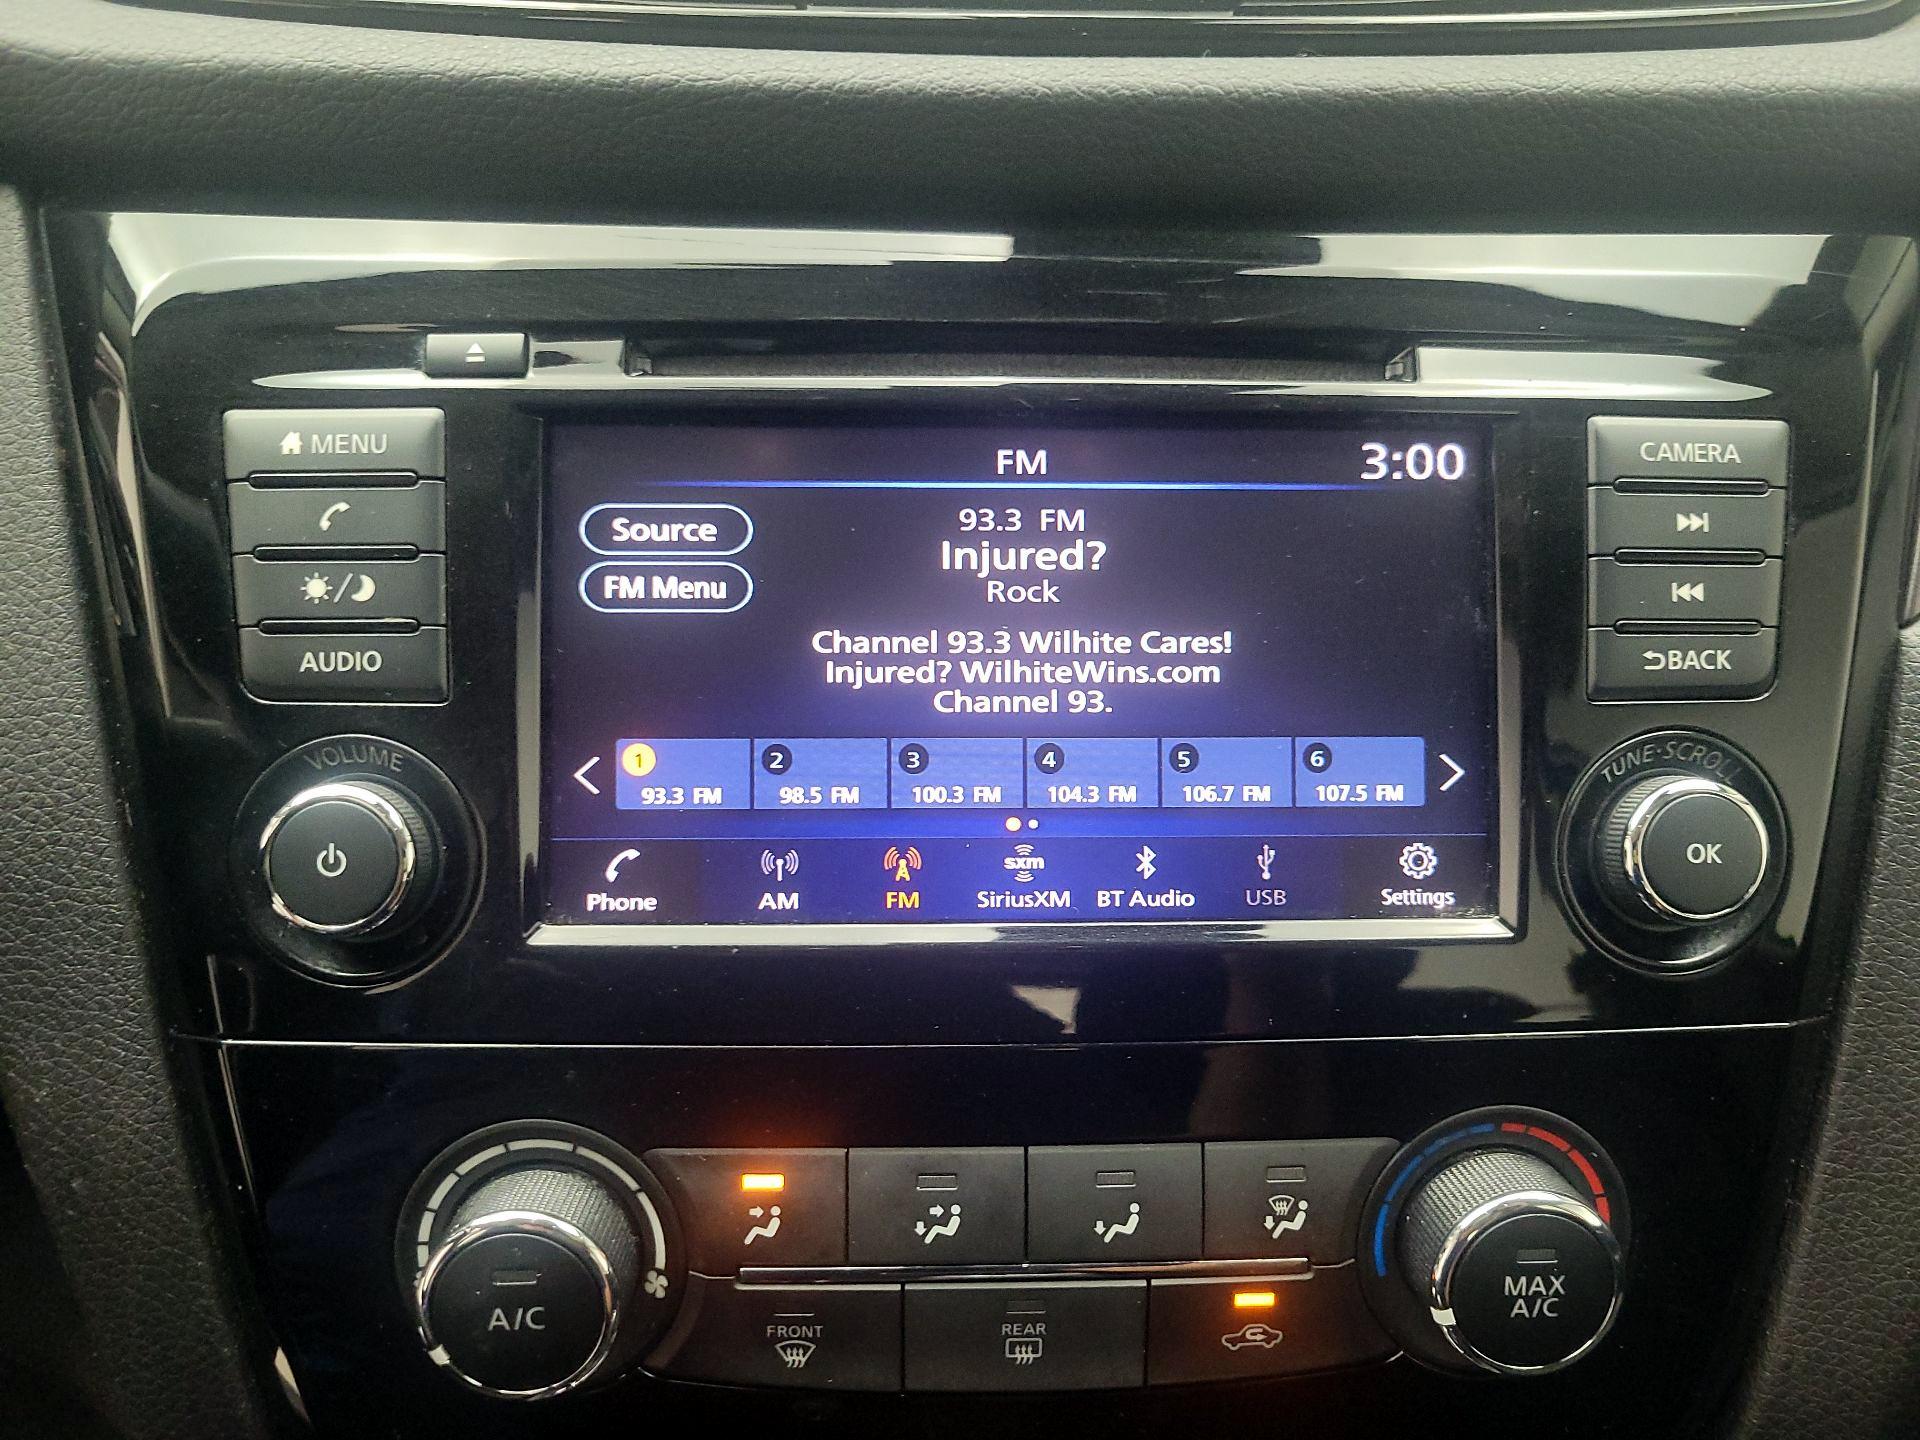 MENU
AUDIO
VOLUME
FM 3:00
Source
FM Menu
93.3 FM
Injured?
Rock
Channel 93.3 Wilhite Cares!
Injured? WilhiteWins.com
Channel 93.
1 2 3 4 5 6
93.3 FM 98.5 FM 100.3 FM 104.3 FM 106.7 FM 107.5 FM
sxm
Phone AM FM SiriusXM BT Audio USB Settings
CAMERA
BACK
TUNE·SCROLL
OK
A/C
FRONT
REAR
MAX
A/C